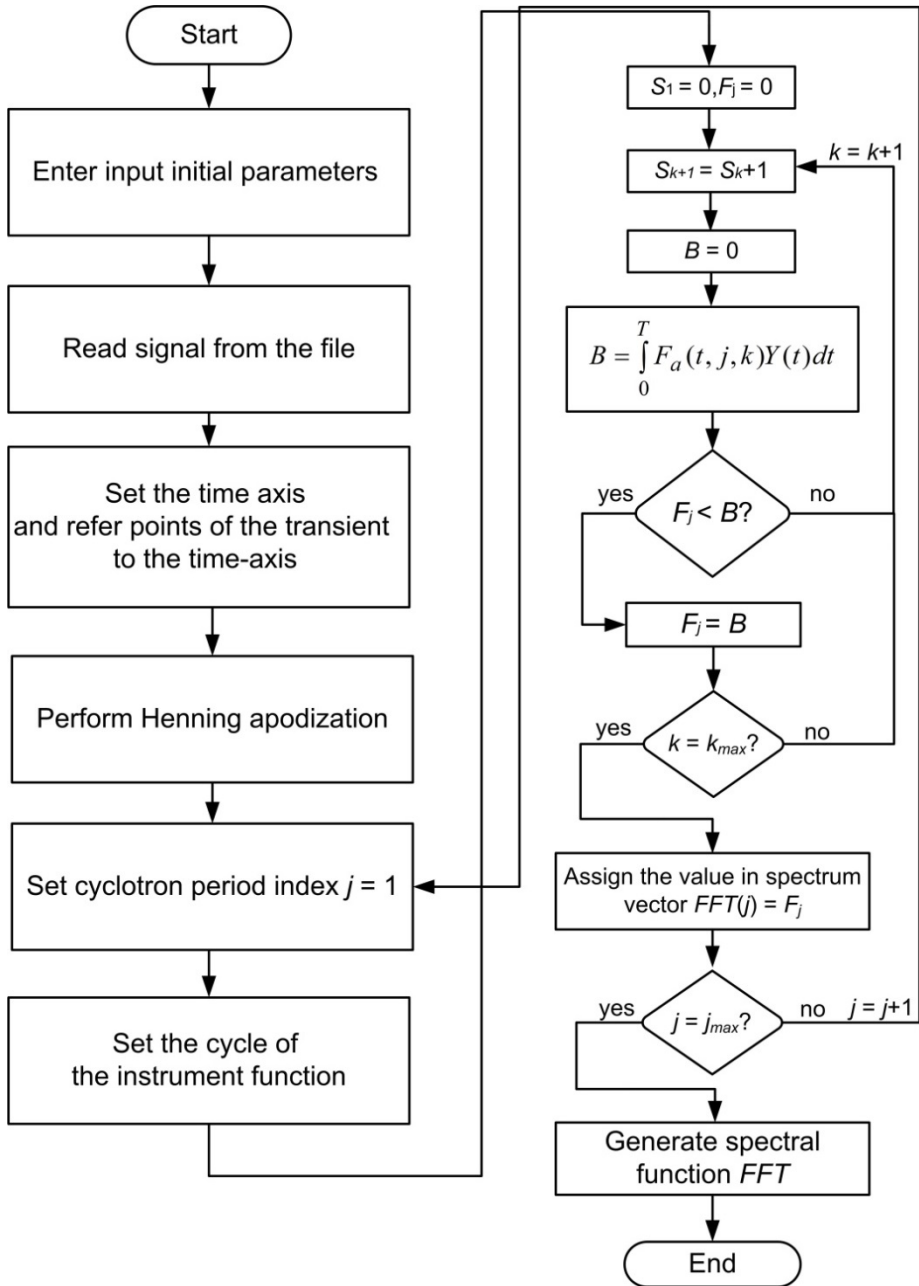 Start
Enter input initial parameters
Read signal from the file
Set the time axis
and refer points of the transient
to the time-axis
Perform Henning apodization
Set cyclotron period index j = 1
Set the cycle of
the instrument function
S1 = 0,Fj = 0
k = k+1
Sk+1 = Sk+1
B = 0
B = ∫₀ᵀ Fa (t, j, k)Y(t)dt
yes
Fj < B?
no
Fj = B
yes
k = kmax?
no
Assign the value in spectrum
vector FFT(j) = Fj
yes
j = jmax?
no j = j+1
Generate spectral
function FFT
End